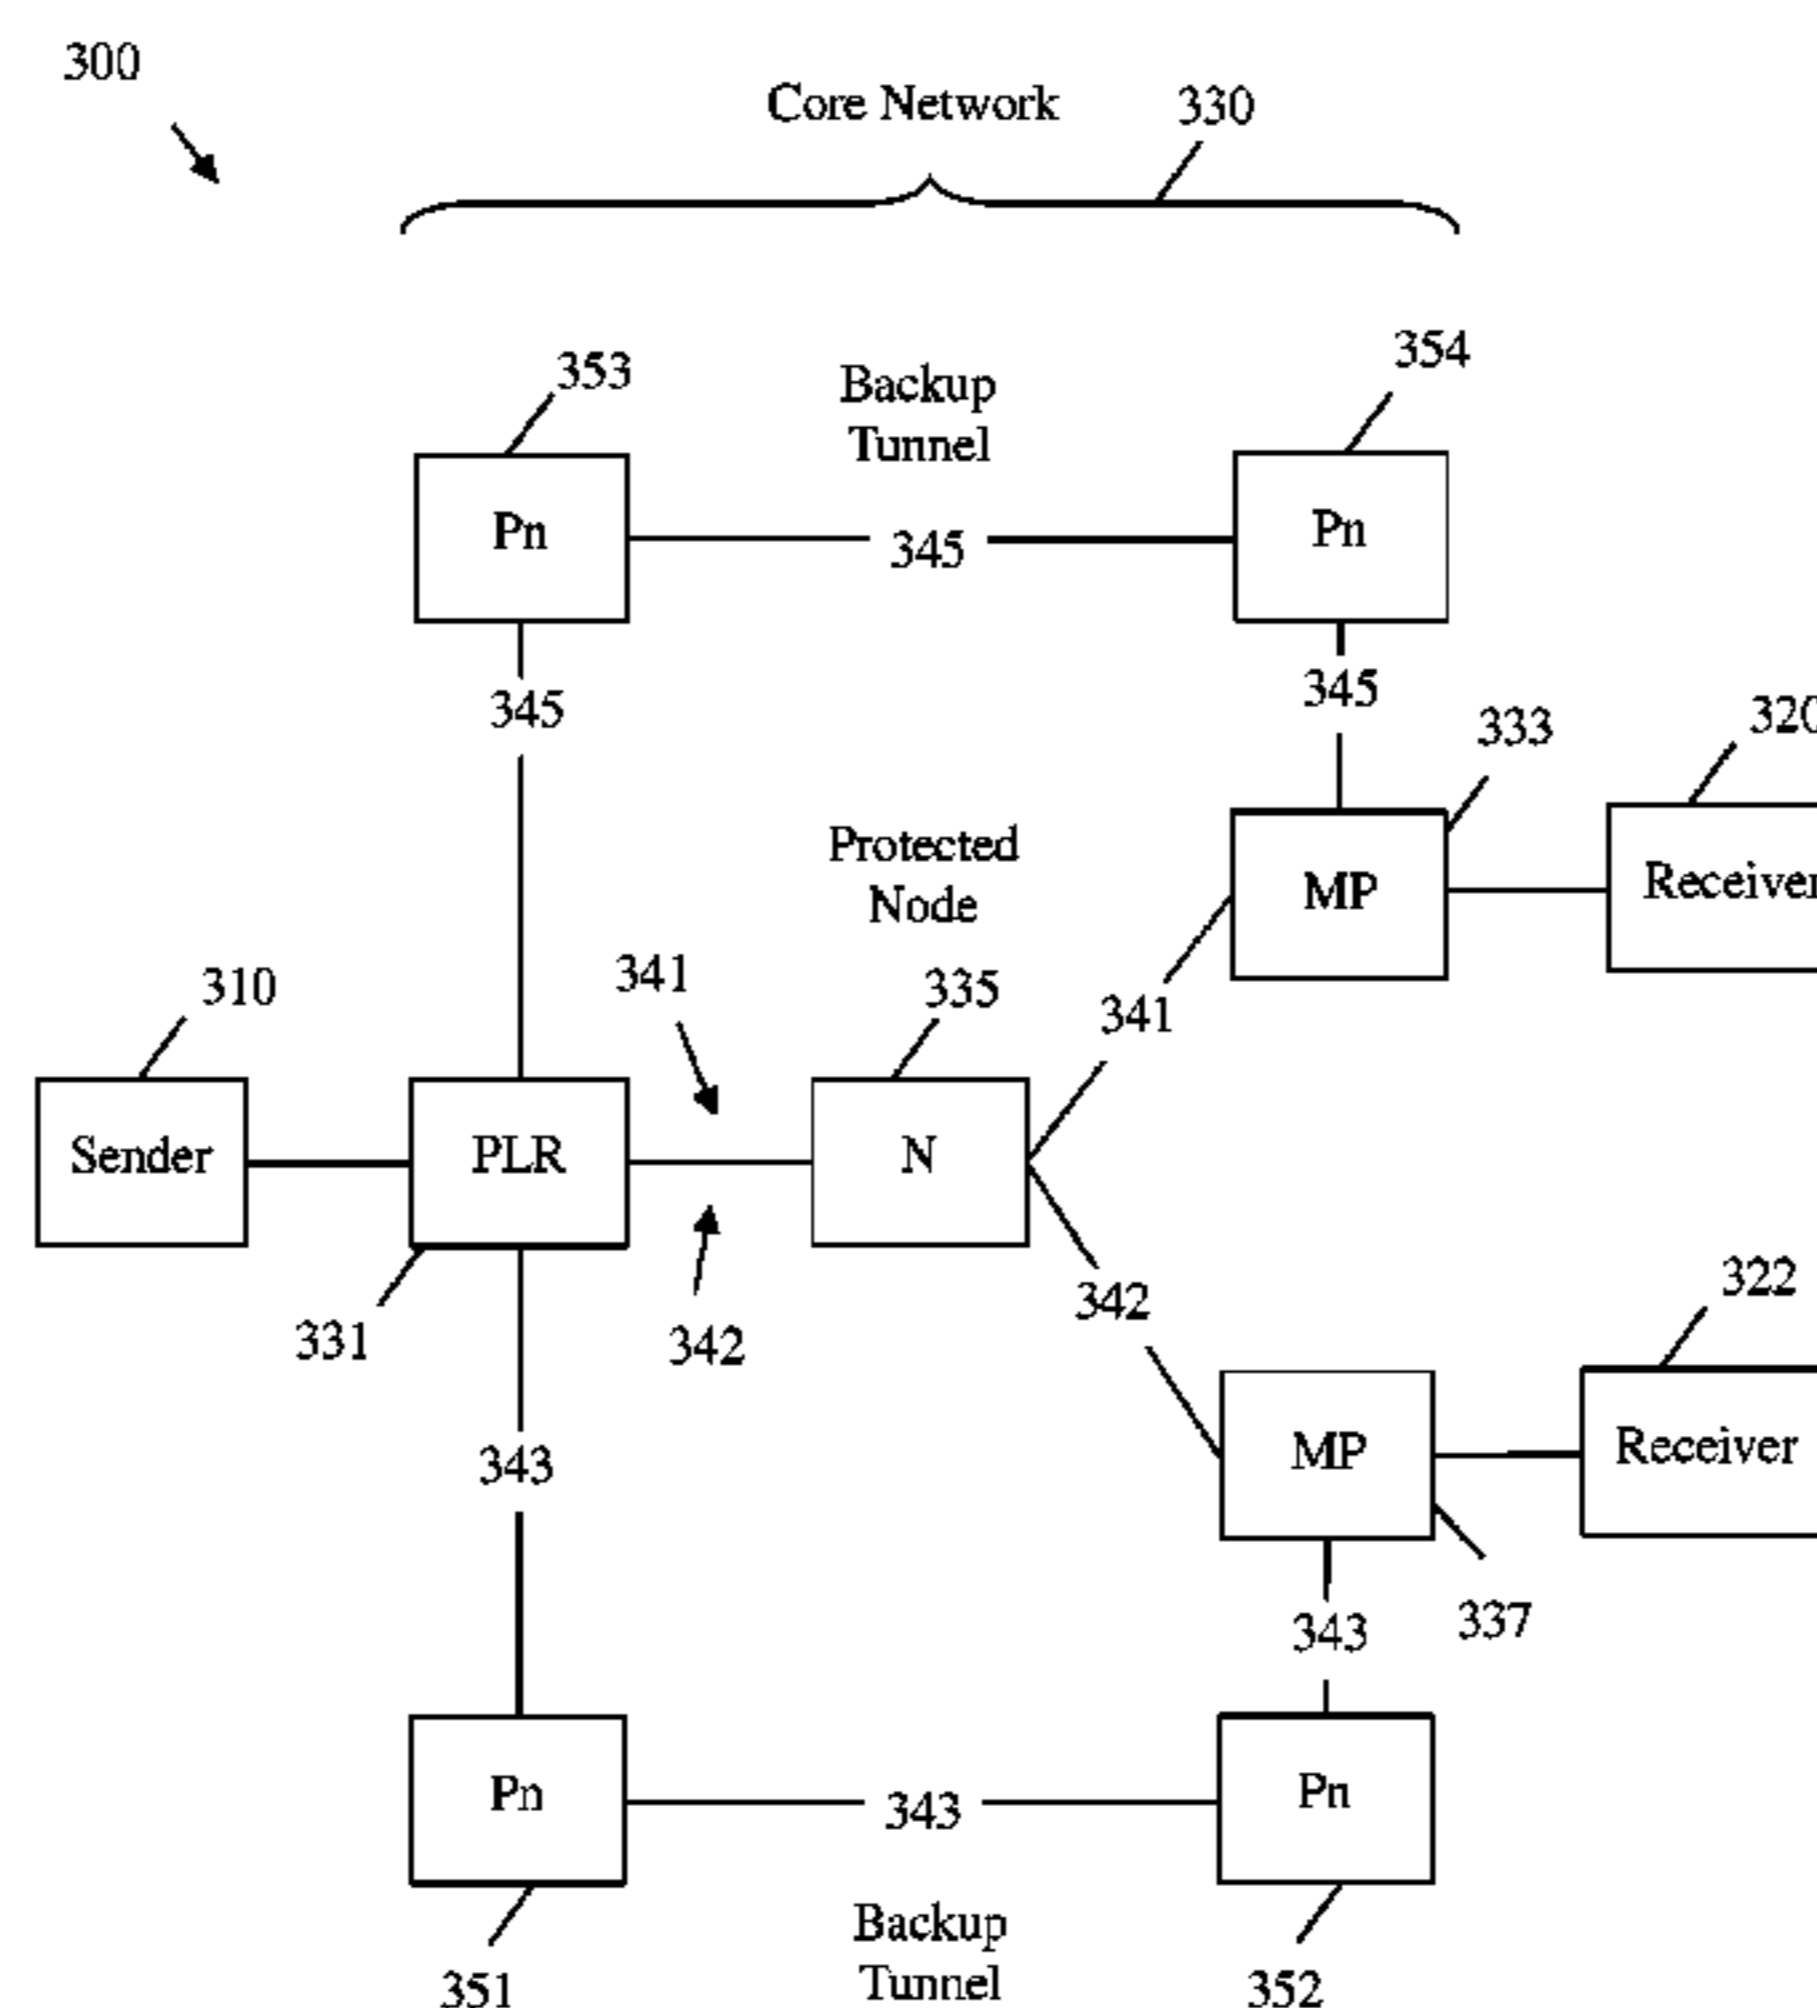 300
Core Network
330
353
Backup
Tunnel
354
Pn
345
Pn
345
345
333
320
Protected
Node
MP
Receiver
341
310
335
341
Sender
PLR
N
331
342
342
322
343
MP
Receiver
343
337
Pn
343
Pn
351
Backup
Tunnel
352